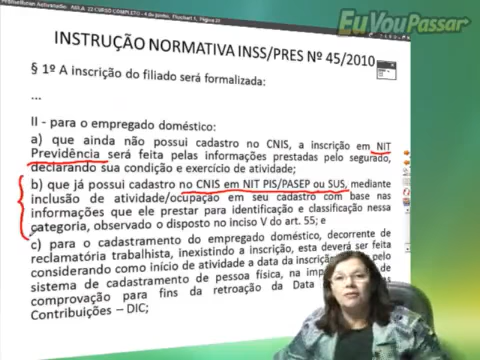 EuVouPassar
INSTRUÇÃO NORMATIVA INSS/PRES Nº 45/2010
§ 1º A inscrição do filiado será formalizada:
...
II - para o empregado doméstico:
a) que ainda não possui cadastro no CNIS, a inscrição em NIT
Previdência será feita pelas informações prestadas pelo segurado,
declarando sua condição e exercício de atividade;
b) que já possui cadastro no CNIS em NIT PIS/PASEP ou SUS, mediante
inclusão de atividade/ocupação em seu cadastro com base nas
informações que ele prestar para identificação e classificação nessa
categoria, observado o disposto no inciso V do art. 55; e
c) para o cadastramento do empregado doméstico, decorrente de
reclamatória trabalhista, inexistindo a inscrição, esta deverá ser feita
considerando como início de atividade a data da inscrição pelo
sistema de cadastramento de pessoa física, na de
comprovação para fins da retroação da Data de
Contribuições – DIC;